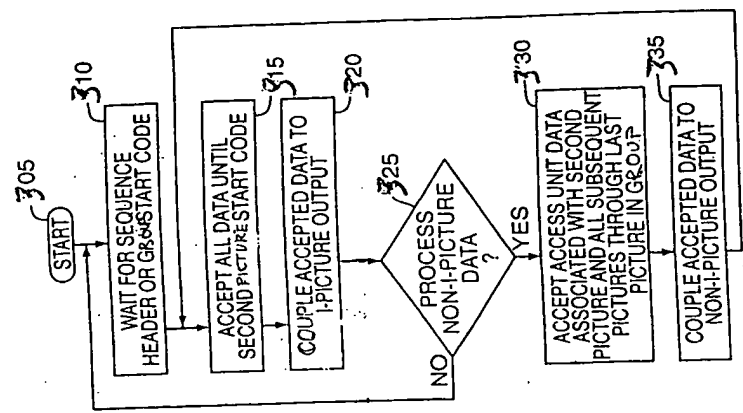 305
START
310
WAIT FOR SEQUENCE
HEADER OR GROUP START CODE
315
ACCEPT ALL DATA UNTIL
SECOND PICTURE START CODE
320
COUPLE ACCEPTED DATA TO
I-PICTURE OUTPUT
325
PROCESS
NON-I-PICTURE
DATA
?
NO
YES
330
ACCEPT ACCESS UNIT DATA
ASSOCIATED WITH SECOND
PICTURE AND ALL SUBSEQUENT
PICTURES THROUGH LAST
PICTURE IN GROUP
335
COUPLE ACCEPTED DATA TO
NON-I-PICTURE OUTPUT